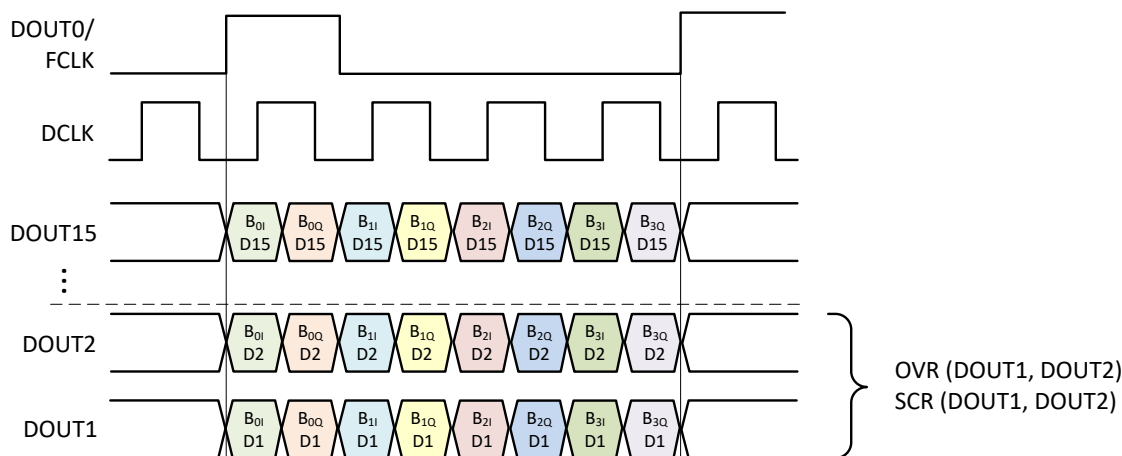 DOUT0/
FCLK
DCLK
DOUT15
B0I B0Q B1I B1Q B2I B2Q B3I B3Q
D15 D15 D15 D15 D15 D15 D15 D15
⋮
DOUT2
B0I B0Q B1I B1Q B2I B2Q B3I B3Q
D2 D2 D2 D2 D2 D2 D2 D2
OVR (DOUT1, DOUT2)
SCR (DOUT1, DOUT2)
DOUT1
B0I B0Q B1I B1Q B2I B2Q B3I B3Q
D1 D1 D1 D1 D1 D1 D1 D1